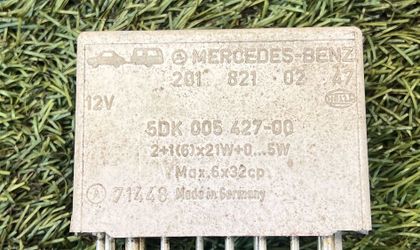 MERCEDES-BENZ
201 821 02 47
12V
HELLA
5DK 005 427-00
2+1(6)x21W+0...5W
Max. 6x32cp
A 71448 Made in Germany